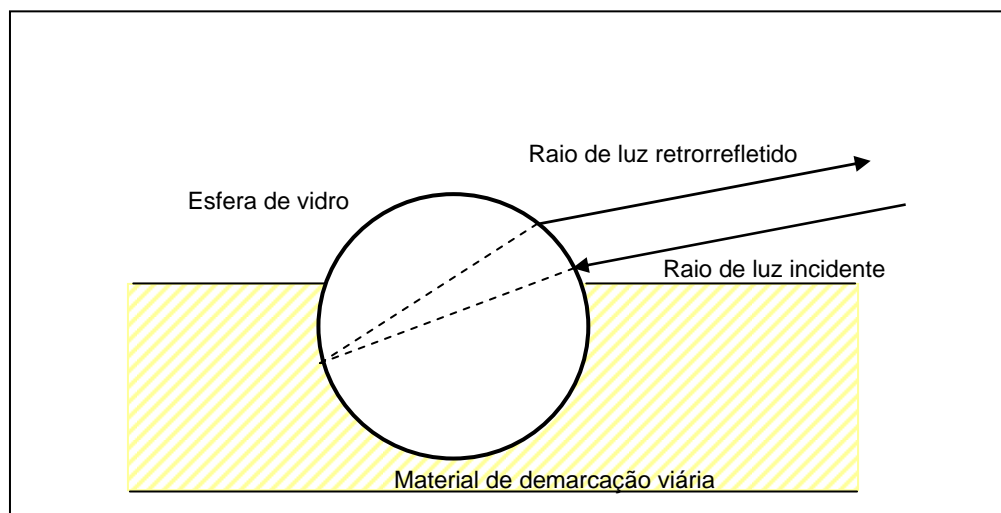 Raio de luz retrorrefletido
Esfera de vidro
Raio de luz incidente
Material de demarcação viária